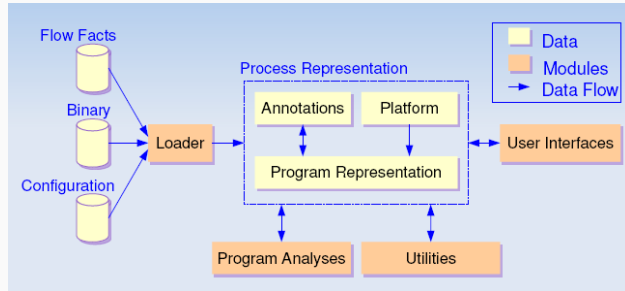 Flow Facts
Binary
Configuration
Loader
Process Representation
Annotations
Platform
Program Representation
Program Analyses
Utilities
User Interfaces
Data
Modules
Data Flow